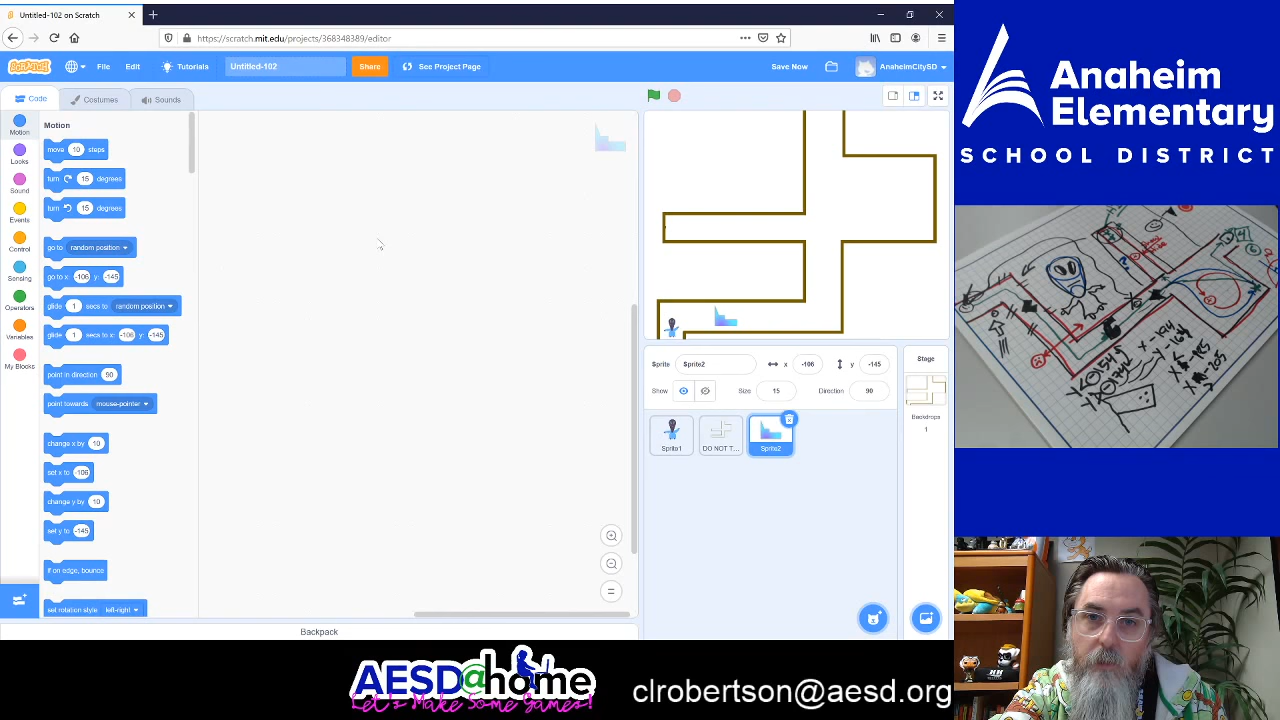 Untitled-102 on Scratch
https://scratch.mit.edu/projects/368348389/editor
SCRATCH
File
Edit
Tutorials
Untitled-102
Share
See Project Page
Save Now
AnaheimCitySD
Code
Costumes
Sounds
Motion
Looks
Sound
Events
Control
Sensing
Operators
Variables
My Blocks
Motion
move 10 steps
turn 15 degrees
turn 15 degrees
go to random position
go to x: -106 y: -145
glide 1 secs to random position
glide 1 secs to x: -106 y: -145
point in direction 90
point towards mouse-pointer
change x by 10
set x to -106
change y by 10
set y to -145
if on edge, bounce
set rotation style left-right
Backpack
Sprite Sprite2 x -106 y -145
Show Size 15 Direction 90
Sprite1
DO NOT T...
Sprite2
Stage
Backdrops
1
Anaheim
Elementary
SCHOOL DISTRICT
AESD@home
Let's Make Some Games!
clrobertson@aesd.org